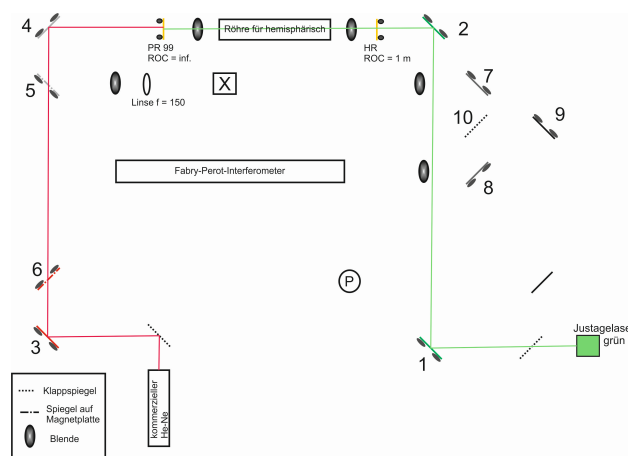 4
PR 99
ROC = inf.
Röhre für hemisphärisch
HR
ROC = 1 m
2
5
Linse f = 150
X
7
10
9
Fabry-Perot-Interferometer
8
6
P
3
1
Justagelase
grün
kommerzieller
He-Ne
Klappspiegel
Spiegel auf
Magnetplatte
Blende